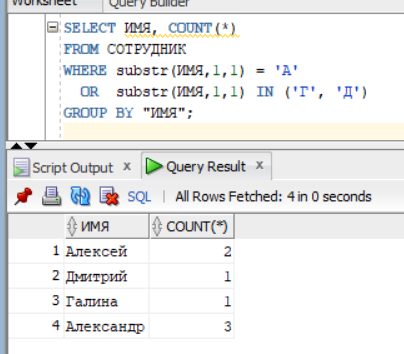 Worksheet Query Builder
SELECT ИМЯ, COUNT(*)
FROM СОТРУДНИК
WHERE substr(ИМЯ,1,1) = 'А'
OR substr(ИМЯ,1,1) IN ('Г', 'Д')
GROUP BY "ИМЯ";
Script Output x Query Result x
SQL | All Rows Fetched: 4 in 0 seconds
ИМЯ COUNT(*)
1 Алексей 2
2 Дмитрий 1
3 Галина 1
4 Александр 3